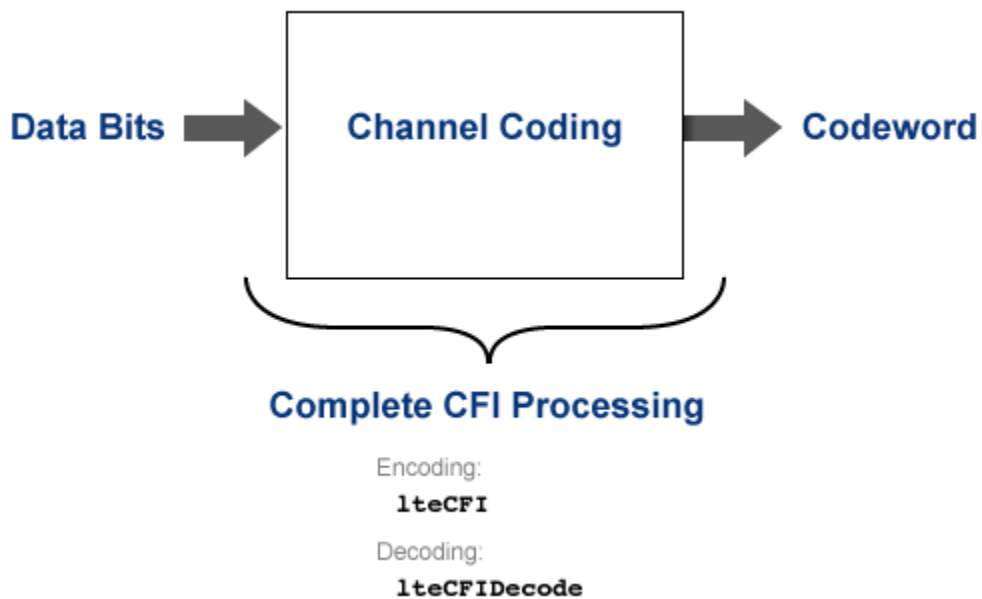 Data Bits
Channel Coding
Codeword
Complete CFI Processing
Encoding:
lteCFI
Decoding:
lteCFIDecode